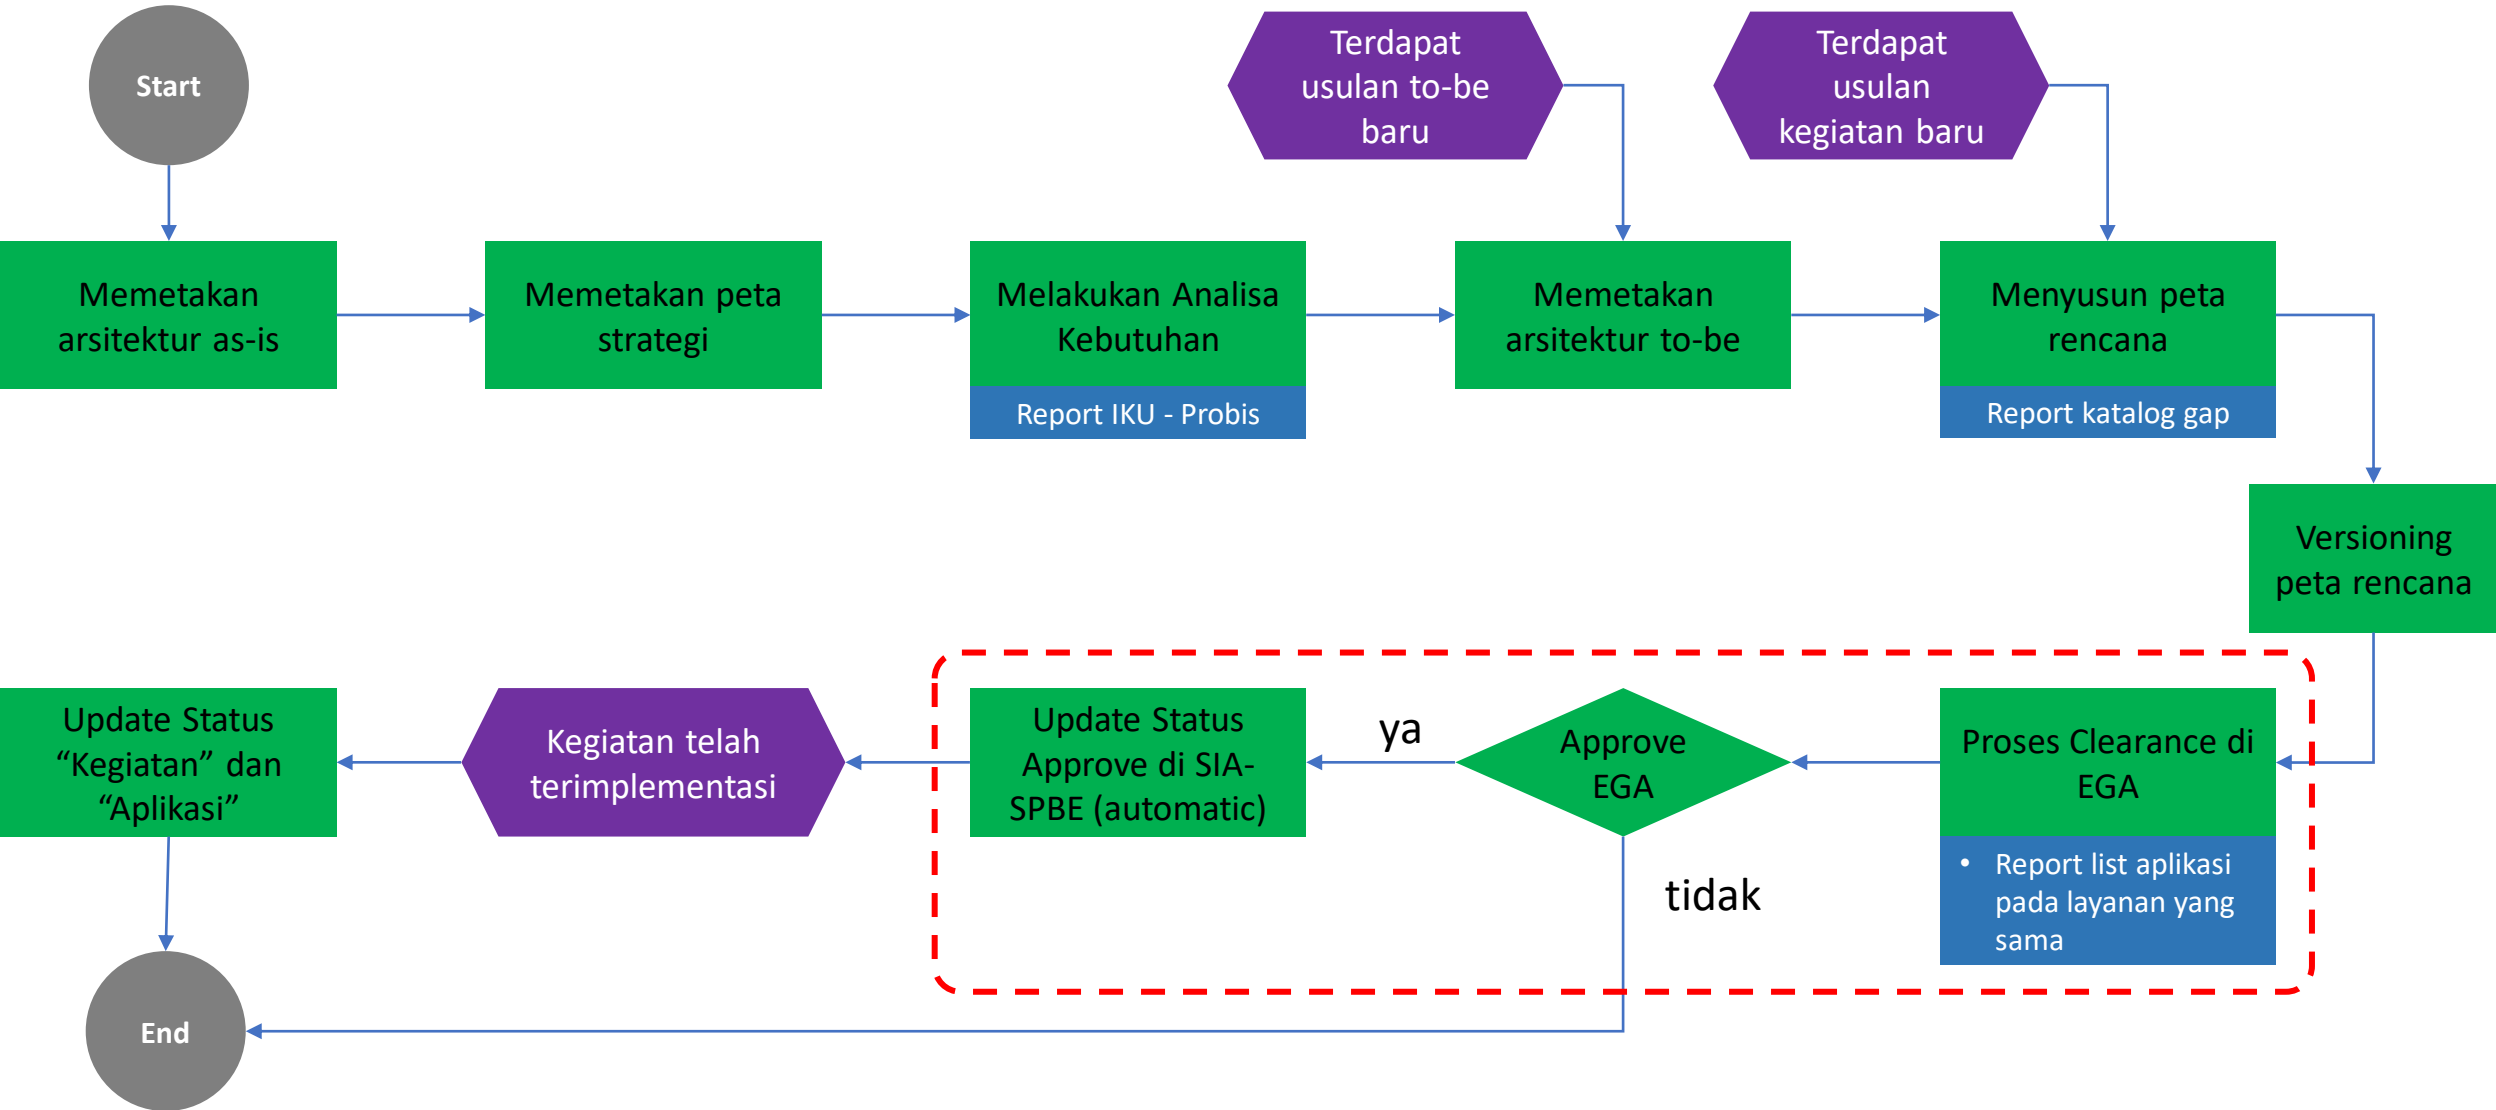 Start
Terdapat
usulan to-be
baru
Terdapat
usulan
kegiatan baru
Memetakan
arsitektur as-is
Memetakan peta
strategi
Melakukan Analisa
Kebutuhan
Report IKU - Probis
Memetakan
arsitektur to-be
Menyusun peta
rencana
Report katalog gap
Versioning
peta rencana
Proses Clearance di
EGA
• Report list aplikasi
pada layanan yang
sama
Approve
EGA
ya
tidak
Update Status
Approve di SIA-
SPBE (automatic)
Kegiatan telah
terimplementasi
Update Status
“Kegiatan” dan
“Aplikasi”
End